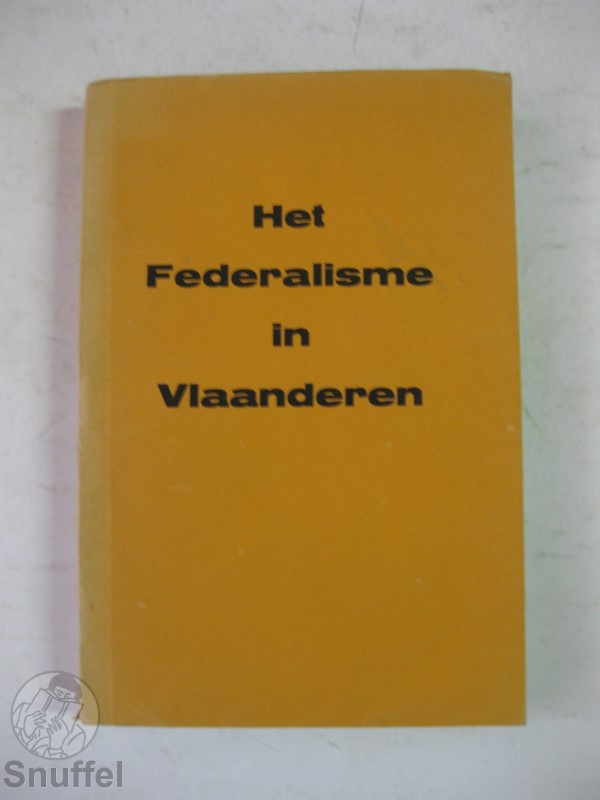 Het
Federalisme
in
Vlaanderen
Snuffel